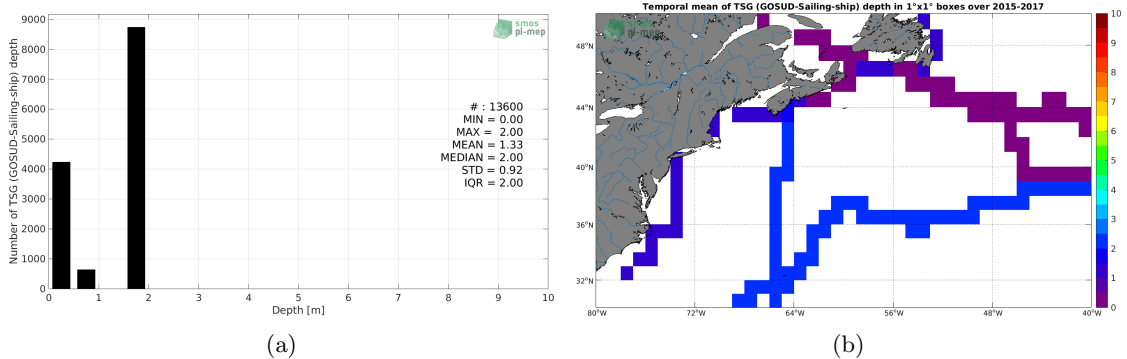 9000
8000
7000
6000
5000
4000
3000
2000
1000
0
Number of TSG (GOSUD-Sailing-ship) depth
smos
pi-mep
# : 13600
MIN = 0.00
MAX = 2.00
MEAN = 1.33
MEDIAN = 2.00
STD = 0.92
IQR = 2.00
0 1 2 3 4 5 6 7 8 9 10
Depth [m]
(a)
Temporal mean of TSG (GOSUD-Sailing-ship) depth in 1°x1° boxes over 2015-2017
smos
pi-mep
48°N
44°N
40°N
36°N
32°N
80°W 72°W 64°W 56°W 48°W 40°W
10
9
8
7
6
5
4
3
2
1
0
(b)